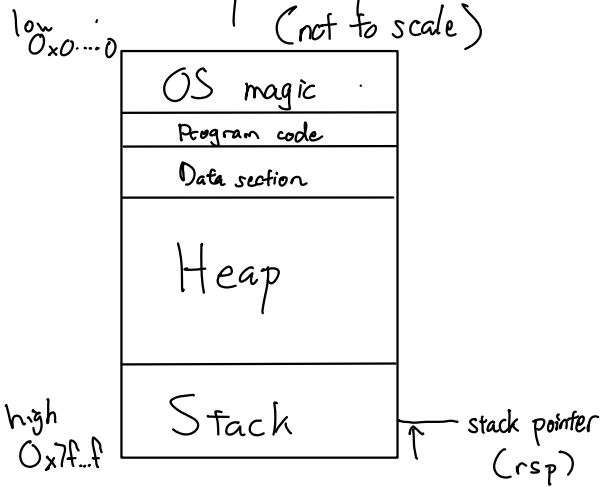 (not to scale)
low
0x0....0
OS magic
Program code
Data section
Heap
Stack
high
0x7f...f
stack pointer
(rsp)